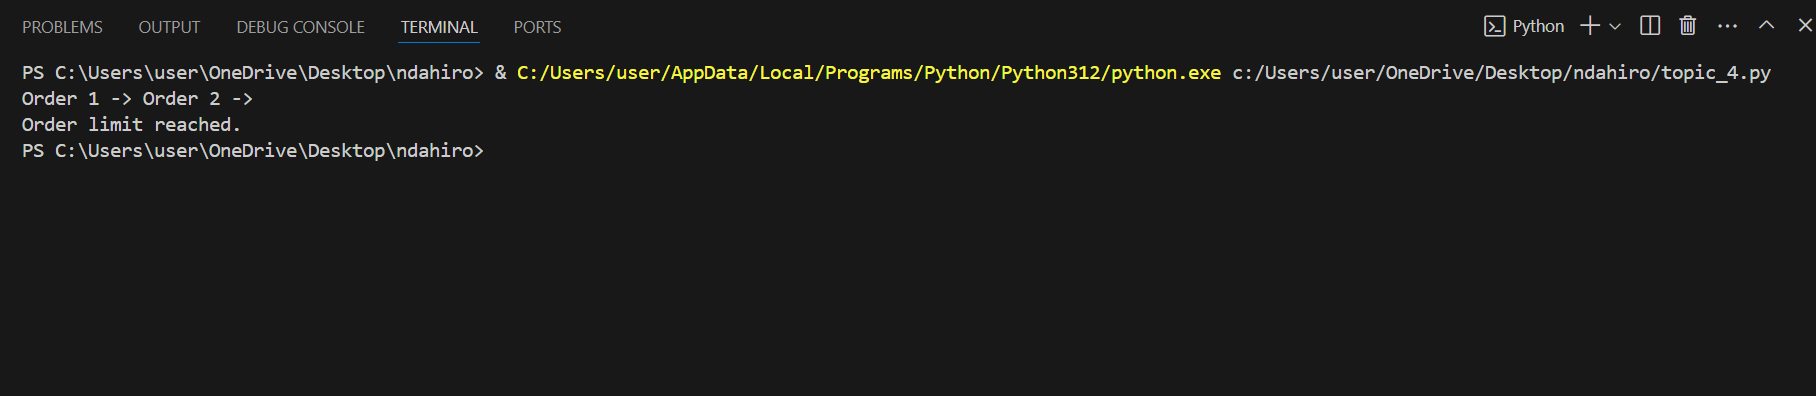 PROBLEMS OUTPUT DEBUG CONSOLE TERMINAL PORTS Python
PS C:\Users\user\OneDrive\Desktop\ndahiro> & C:/Users/user/AppData/Local/Programs/Python/Python312/python.exe c:/Users/user/OneDrive/Desktop/ndahiro/topic_4.py
Order 1 -> Order 2 ->
Order limit reached.
PS C:\Users\user\OneDrive\Desktop\ndahiro>